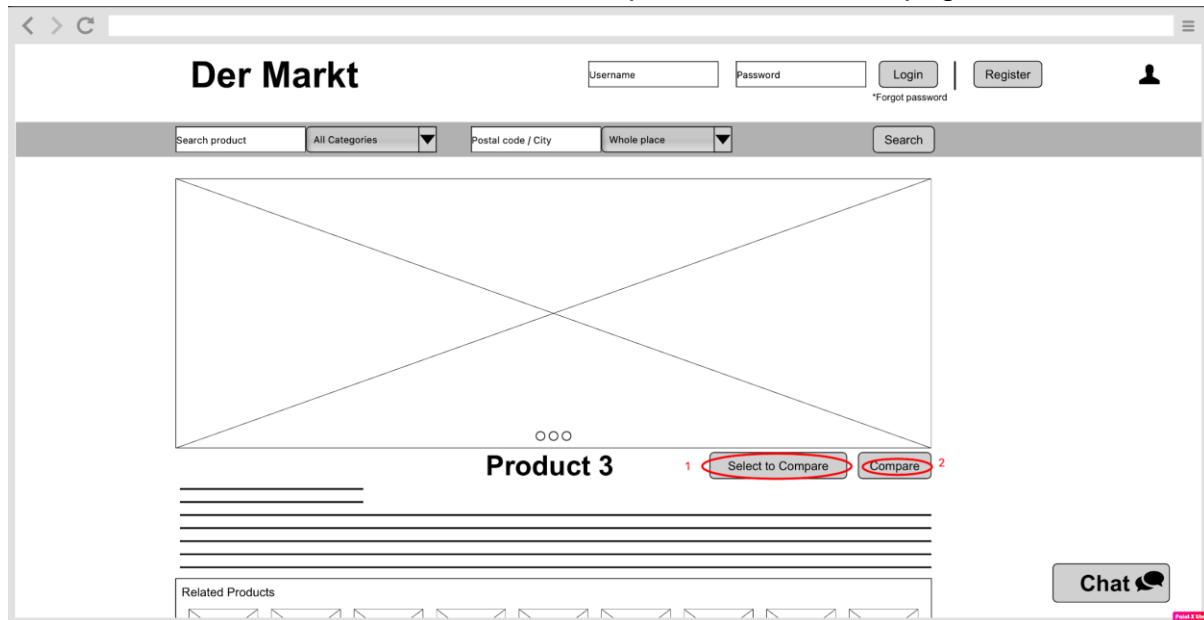 Der Markt
Username
Password
Login
Register
*Forgot password
Search product
All Categories
Postal code / City
Whole place
Search
Product 3
1
Select to Compare
Compare
2
Related Products
Chat